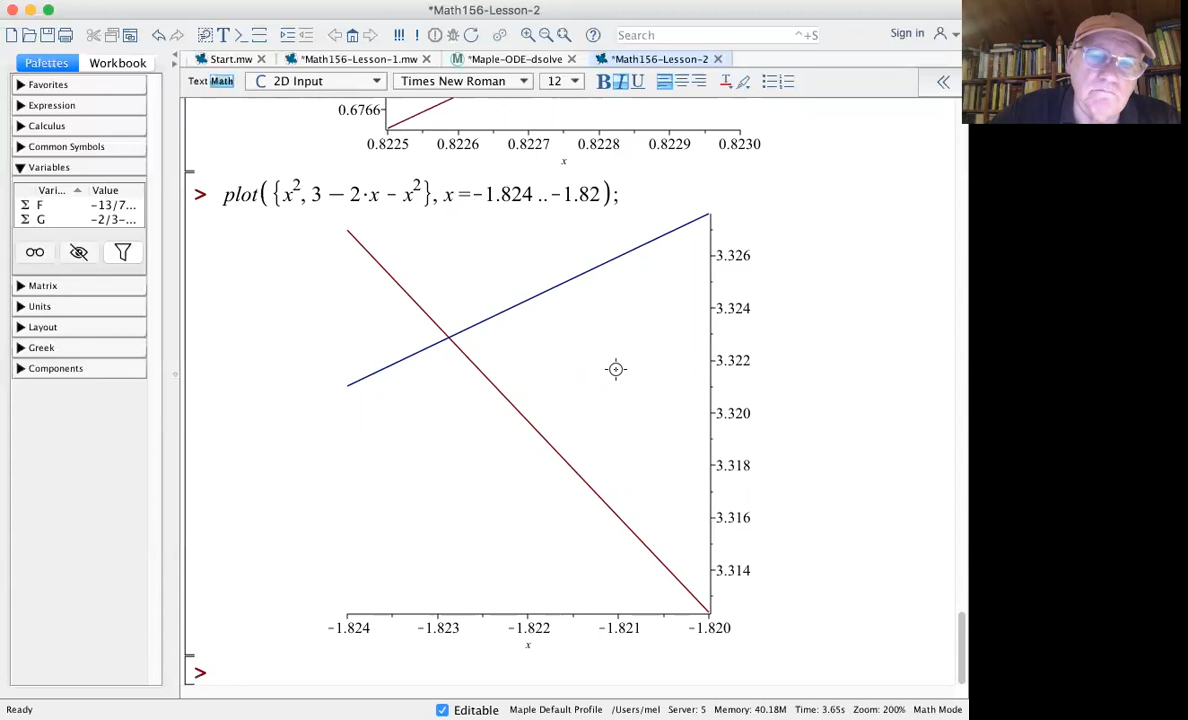 *Math156-Lesson-2
Search
^+S
Sign in
Palettes
Workbook
Start.mw
*Math156-Lesson-1.mw
*Maple-ODE-dsolve
*Math156-Lesson-2
Text
Math
C 2D Input
Times New Roman
12
B I U
Favorites
Expression
Calculus
Common Symbols
Variables
Vari... Value
Σ F -13/7...
Σ G -2/3-...
Matrix
Units
Layout
Greek
Components
0.6766
0.8225 0.8226 0.8227 0.8228 0.8229 0.8230
x
> plot({x², 3 − 2·x − x²}, x = −1.824 .. −1.82);
3.326
3.324
3.322
3.320
3.318
3.316
3.314
−1.824 −1.823 −1.822 −1.821 −1.820
x
>
Ready
Editable
Maple Default Profile
/Users/mel
Server: 5
Memory: 40.18M
Time: 3.65s
Zoom: 200%
Math Mode